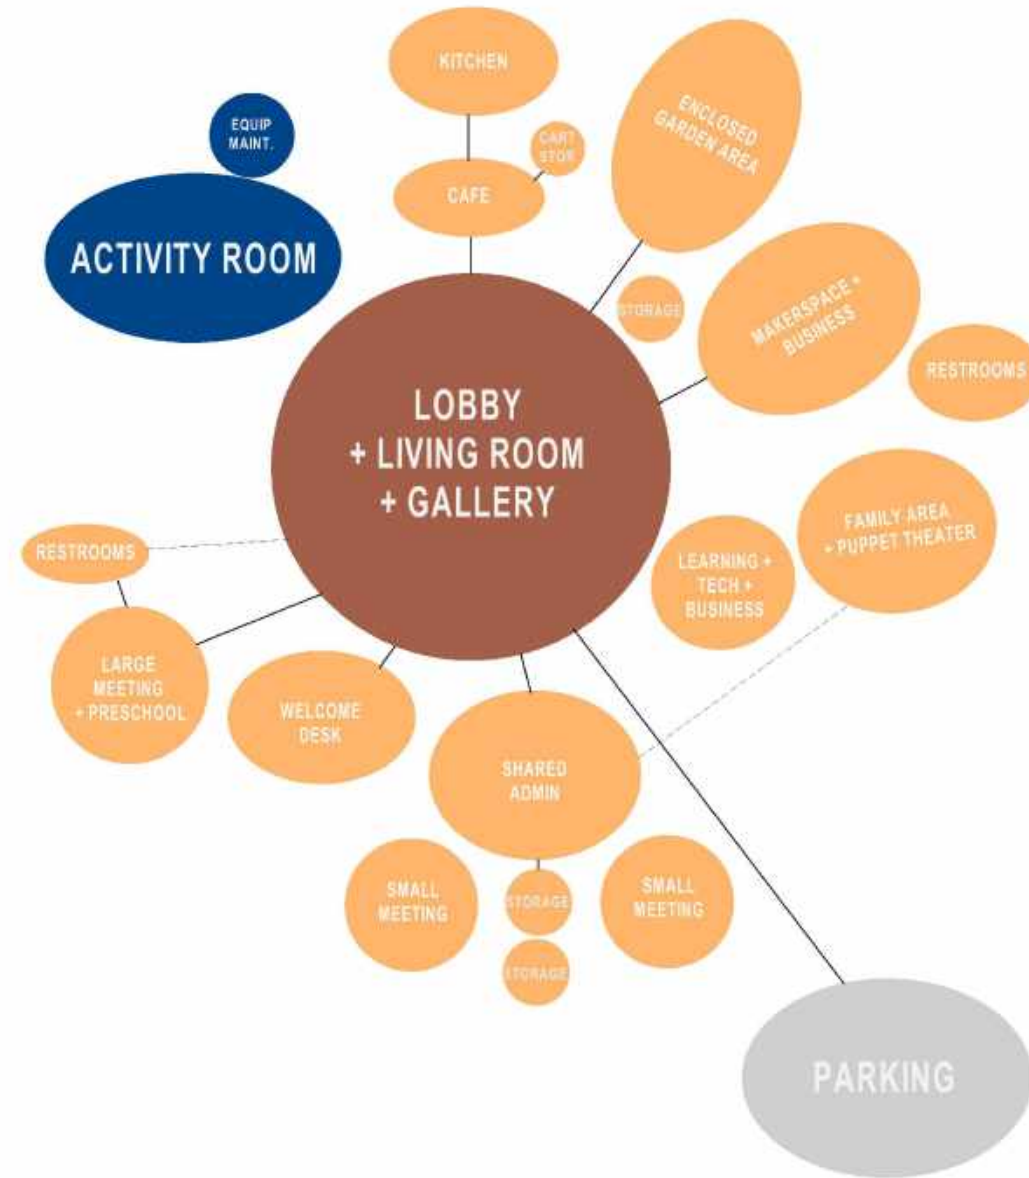 KITCHEN
EQUIP
MAINT.
CART
STOR
ENCLOSED
GARDEN AREA
CAFE
ACTIVITY ROOM
STORAGE
MAKERSPACE +
BUSINESS
RESTROOMS
LOBBY
+ LIVING ROOM
+ GALLERY
FAMILY AREA
+ PUPPET THEATER
RESTROOMS
LEARNING +
TECH +
BUSINESS
LARGE
MEETING
+ PRESCHOOL
WELCOME
DESK
SHARED
ADMIN
SMALL
MEETING
STORAGE
SMALL
MEETING
STORAGE
PARKING